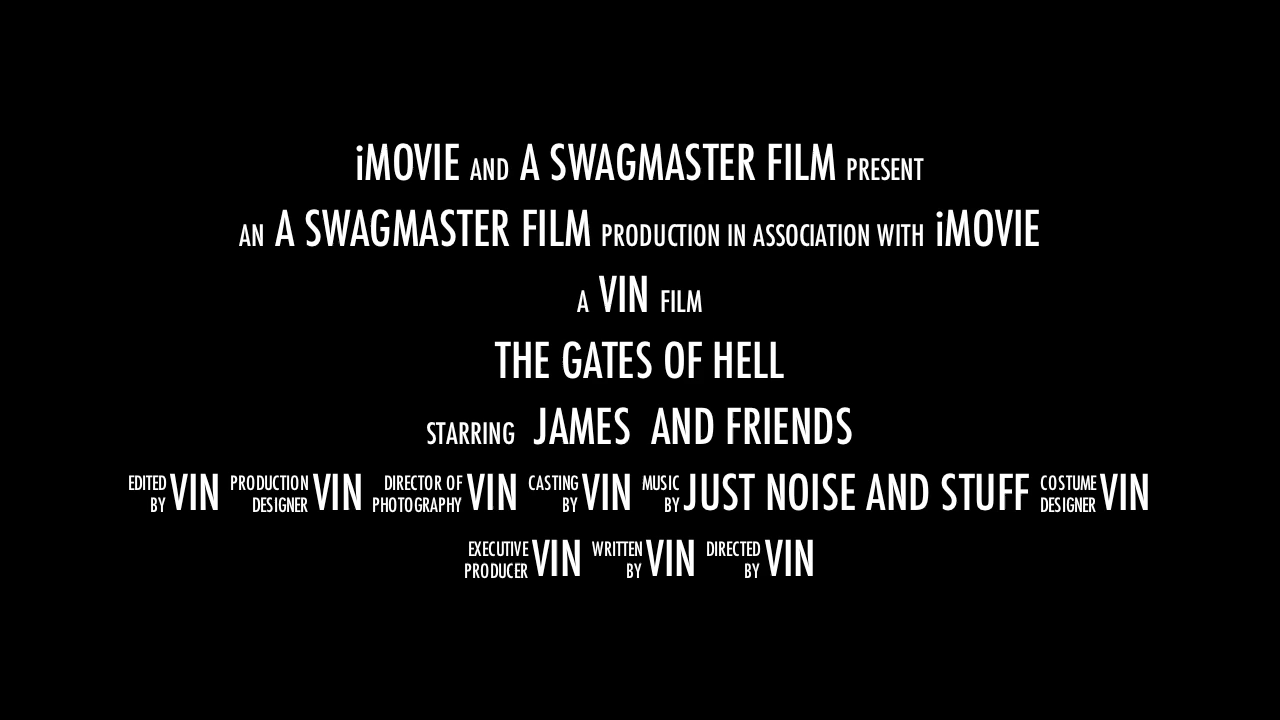 iMOVIE AND A SWAGMASTER FILM PRESENT
AN A SWAGMASTER FILM PRODUCTION IN ASSOCIATION WITH iMOVIE
A VIN FILM
THE GATES OF HELL
STARRING JAMES AND FRIENDS
EDITED BY VIN PRODUCTION DESIGNER VIN DIRECTOR OF PHOTOGRAPHY VIN CASTING BY VIN MUSIC BY JUST NOISE AND STUFF COSTUME DESIGNER VIN
EXECUTIVE PRODUCER VIN WRITTEN BY VIN DIRECTED BY VIN